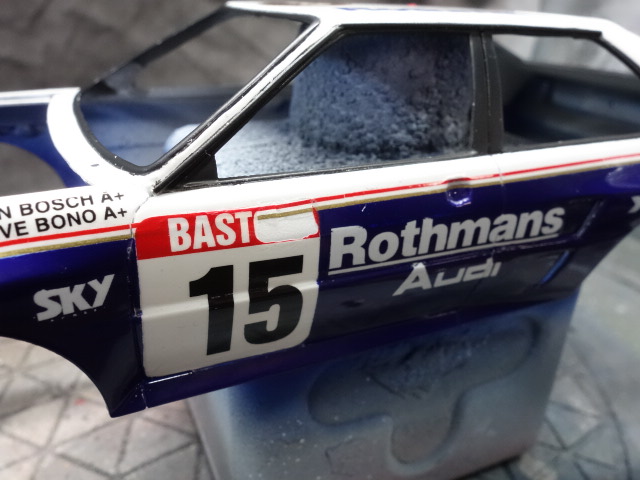 N BOSCH A+
VE BONO A+
SKY
BAST
15
Rothmans
Audi